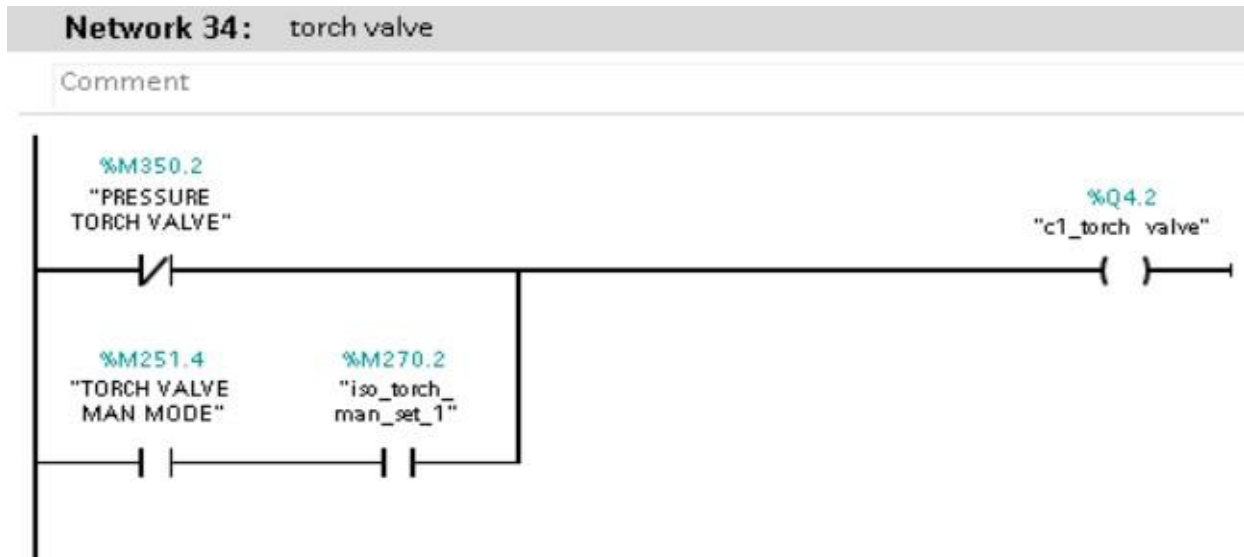 Network 34: torch valve
Comment
%M350.2
"PRESSURE
TORCH VALVE"
%Q4.2
"c1_torch valve"
%M251.4
"TORCH VALVE
MAN MODE"
%M270.2
"iso_torch_
man_set_1"